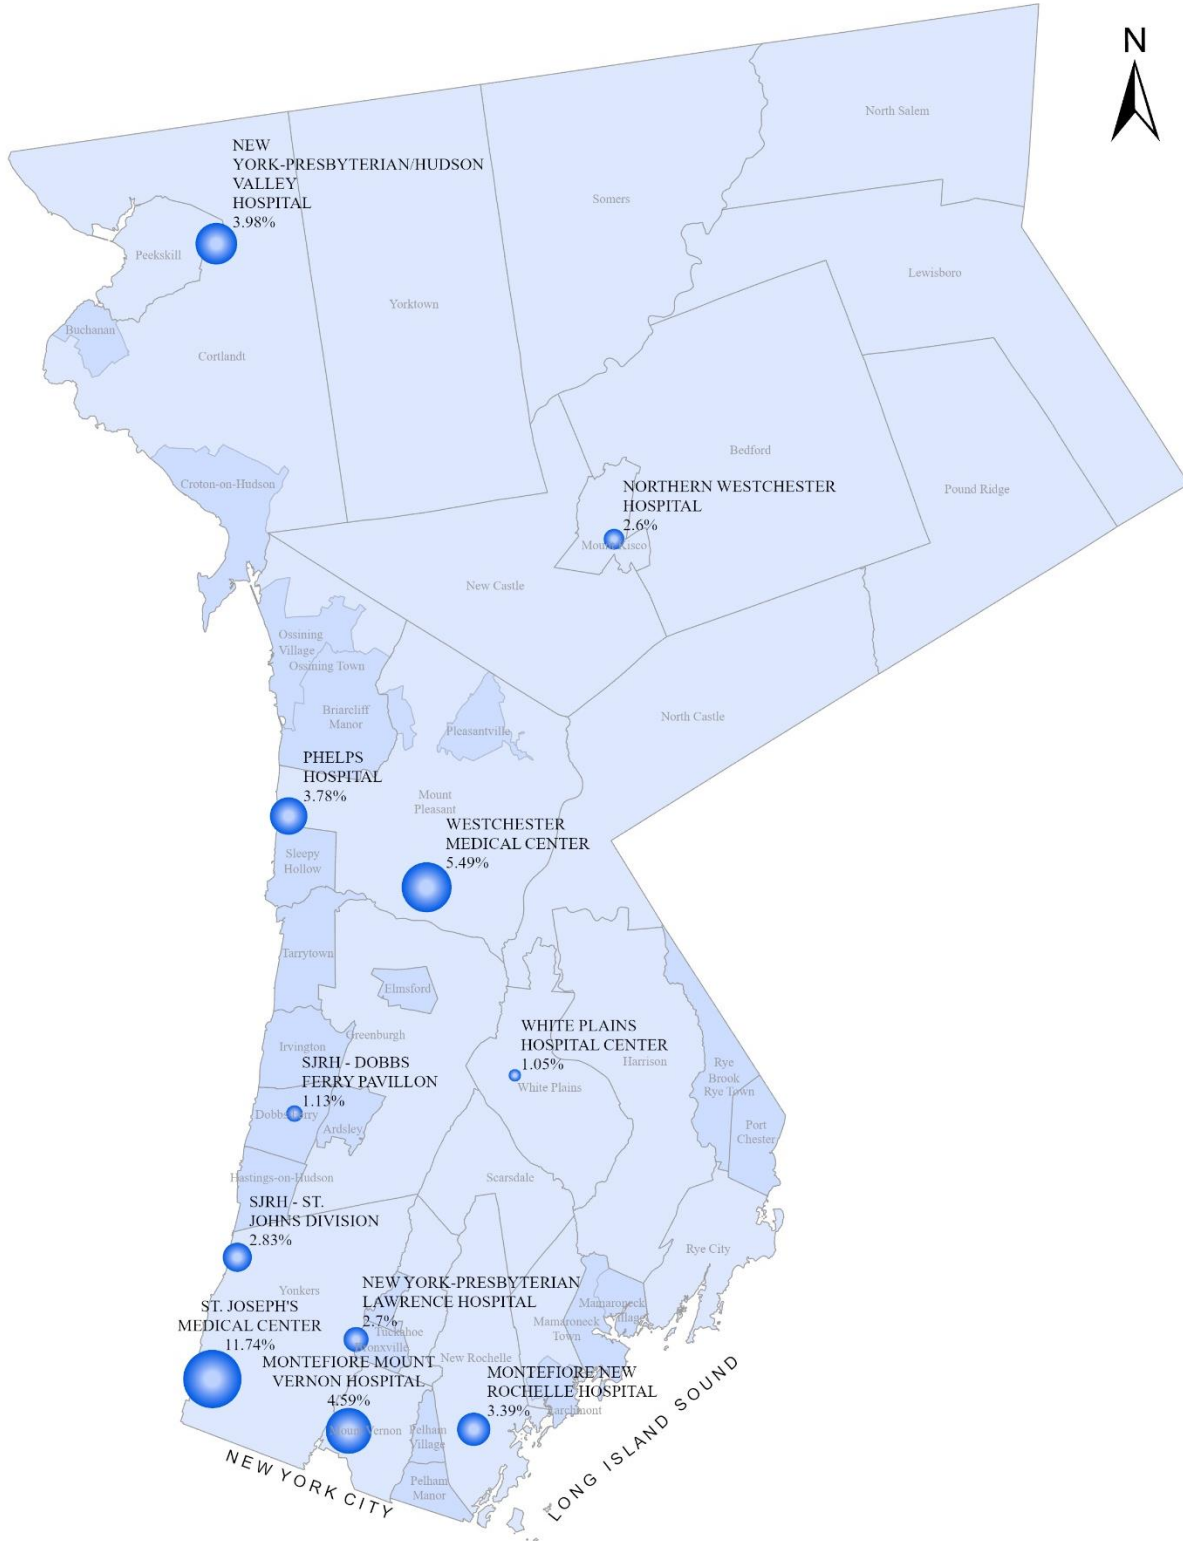 N
North Salem
NEW
YORK-PRESBYTERIAN/HUDSON
VALLEY
HOSPITAL
3.98%
Somers
Peekskill
Lewisboro
Yorktown
Buchanan
Cortlandt
Bedford
Croton-on-Hudson
NORTHERN WESTCHESTER
HOSPITAL
2.6%
Pound Ridge
Mount Kisco
New Castle
Ossining
Village
Ossining Town
Briarcliff
Manor
North Castle
Pleasantville
PHELPS
HOSPITAL
3.78%
Mount
Pleasant
WESTCHESTER
MEDICAL CENTER
5.49%
Sleepy
Hollow
Tarrytown
Elmsford
Greenburgh
Irvington
WHITE PLAINS
HOSPITAL CENTER
1.05%
Harrison
White Plains
Rye
Brook
Rye Town
SJRH - DOBBS
FERRY PAVILLON
1.13%
Dobbs Ferry
Ardsley
Port
Chester
Hastings-on-Hudson
Scarsdale
SJRH - ST.
JOHNS DIVISION
2.83%
Rye City
Yonkers
NEW YORK-PRESBYTERIAN
LAWRENCE HOSPITAL
2.7%
Tuckahoe
Bronxville
Mamaroneck
Village
Mamaroneck
Town
ST. JOSEPH'S
MEDICAL CENTER
11.74%
New Rochelle
MONTEFIORE MOUNT
VERNON HOSPITAL
4.59%
Mount Vernon
MONTEFIORE NEW
ROCHELLE HOSPITAL
3.39%
Larchmont
Pelham
Village
Pelham
Manor
NEW YORK CITY
LONG ISLAND SOUND